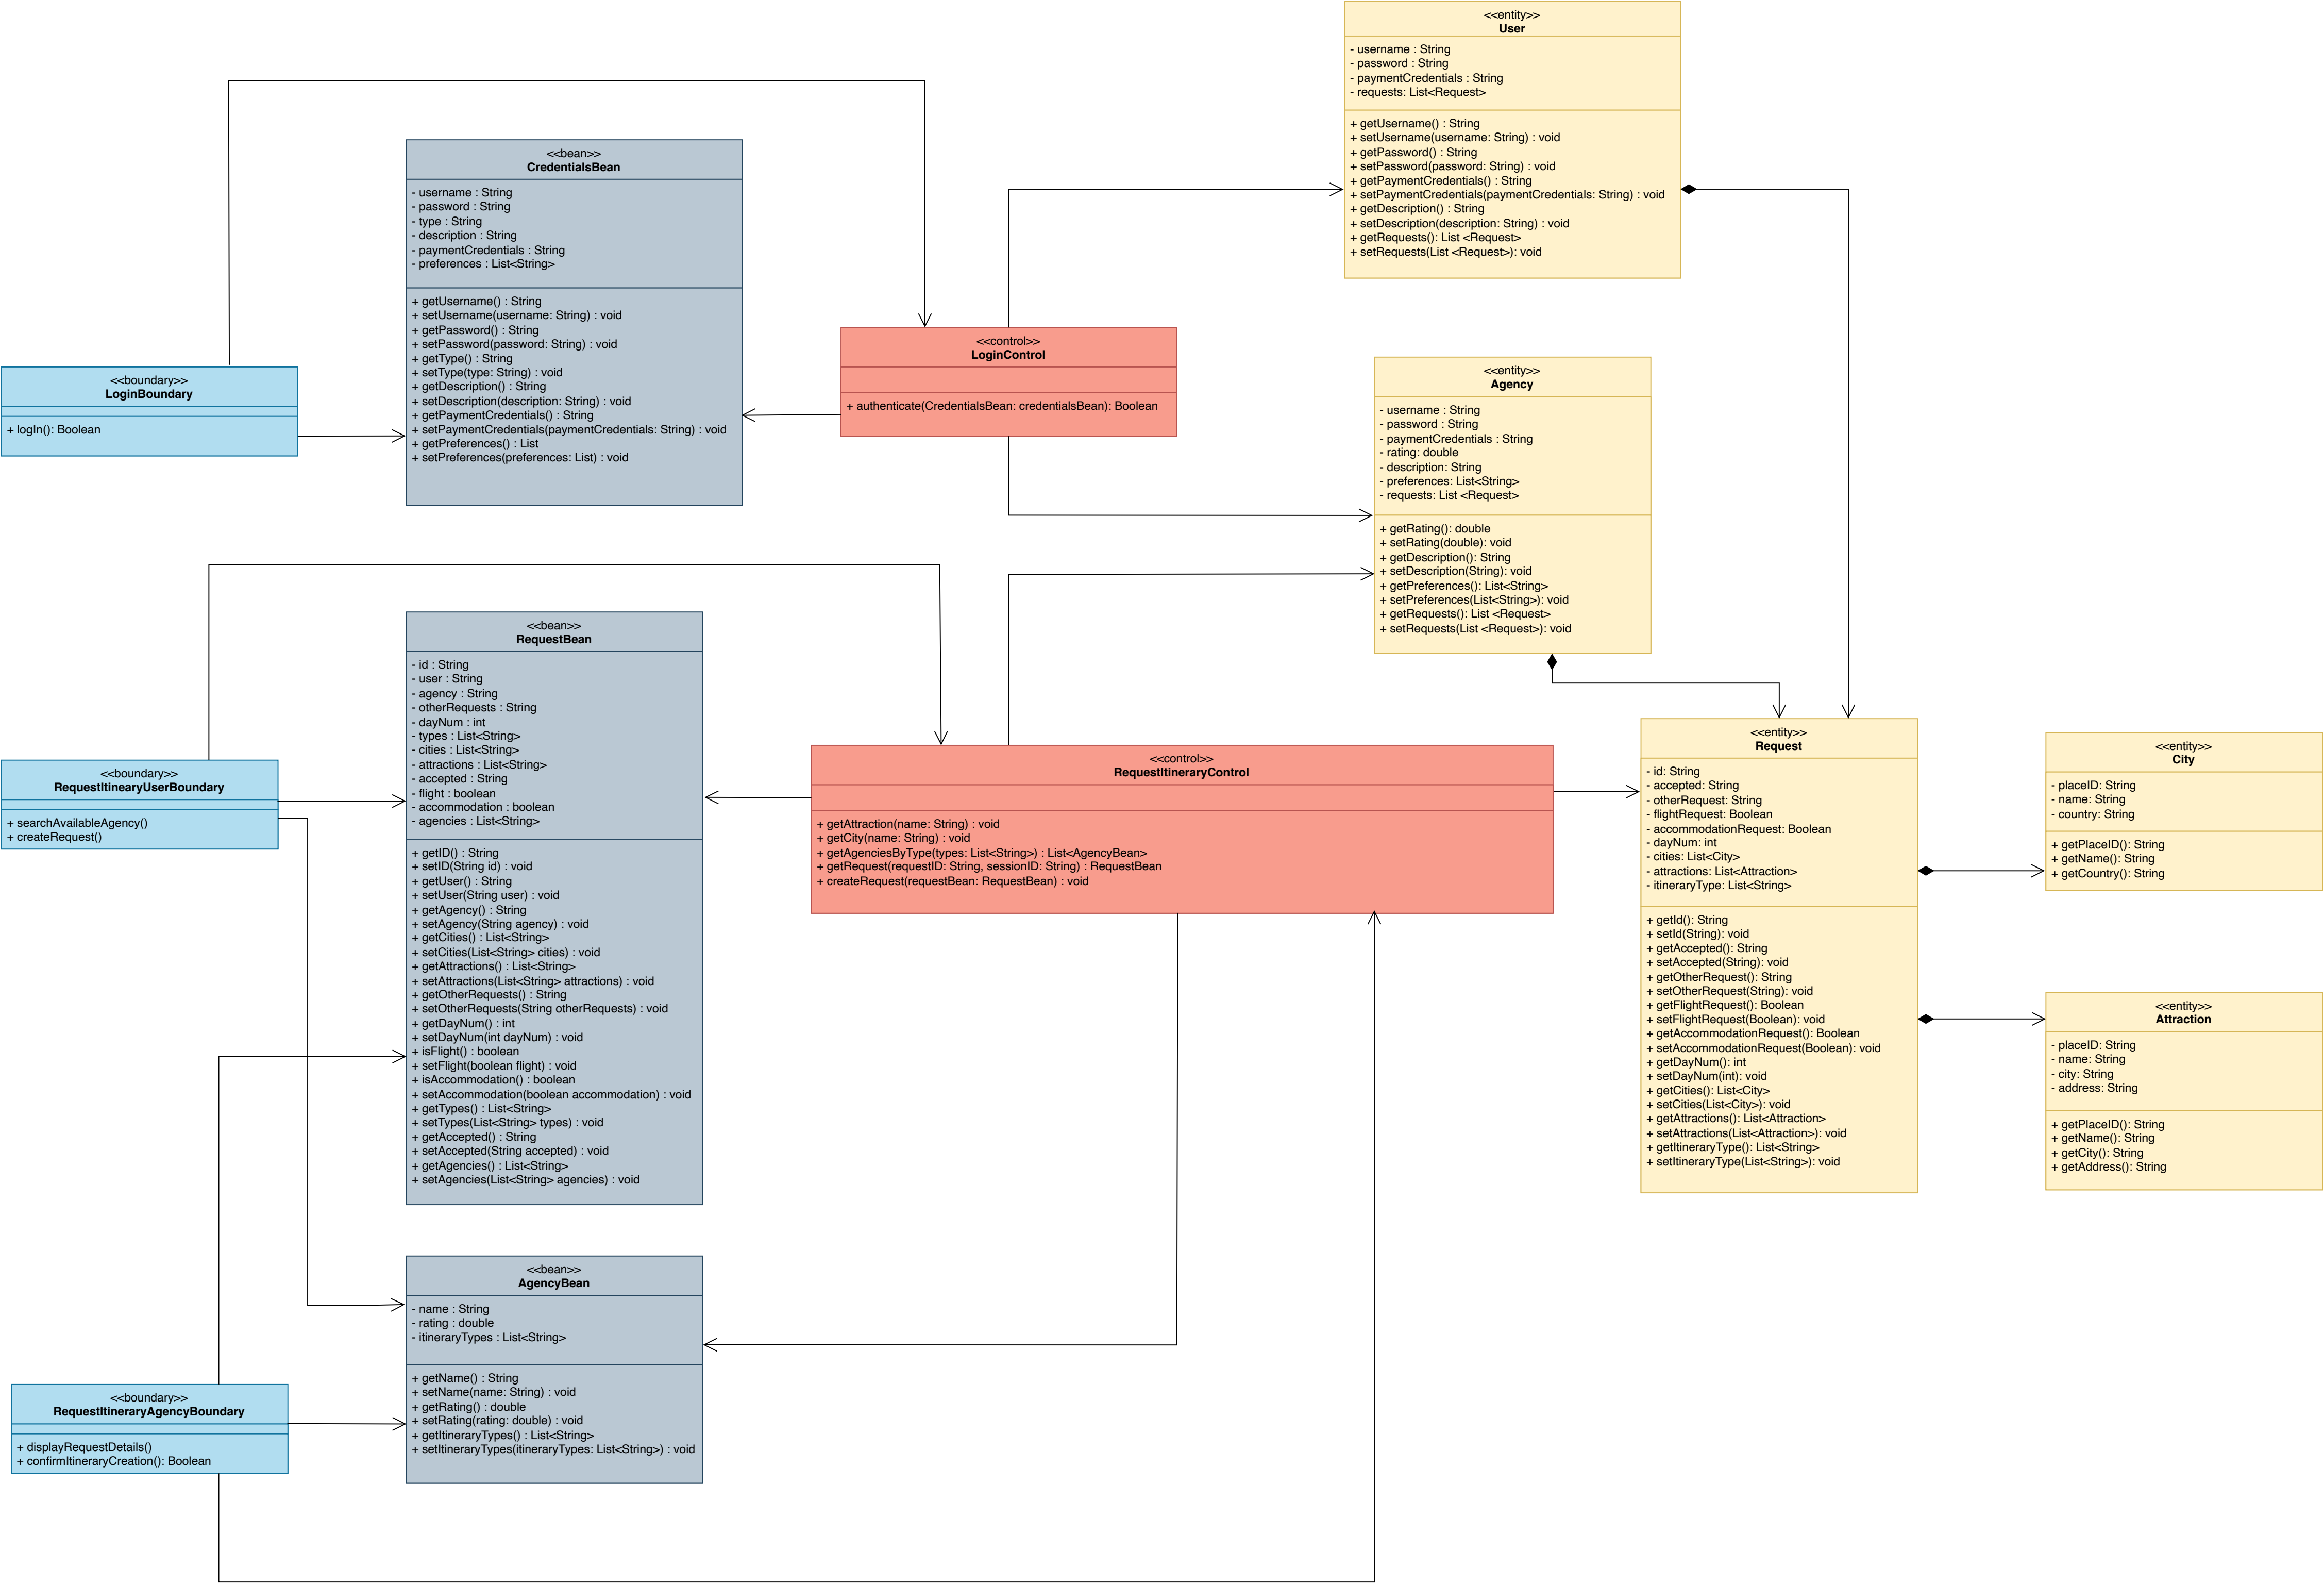 <<entity>>
User
- username : String
- password : String
- paymentCredentials : String
- requests: List<Request>
+ getUsername() : String
+ setUsername(username: String) : void
+ getPassword() : String
+ setPassword(password: String) : void
+ getPaymentCredentials() : String
+ setPaymentCredentials(paymentCredentials: String) : void
+ getDescription() : String
+ setDescription(description: String) : void
+ getRequests(): List <Request>
+ setRequests(List <Request>): void
<<bean>>
CredentialsBean
- username : String
- password : String
- type : String
- description : String
- paymentCredentials : String
- preferences : List<String>
+ getUsername() : String
+ setUsername(username: String) : void
+ getPassword() : String
+ setPassword(password: String) : void
+ getType() : String
+ setType(type: String) : void
+ getDescription() : String
+ setDescription(description: String) : void
+ getPaymentCredentials() : String
+ setPaymentCredentials(paymentCredentials: String) : void
+ getPreferences() : List
+ setPreferences(preferences: List) : void
<<control>>
LoginControl
+ authenticate(CredentialsBean: credentialsBean): Boolean
<<boundary>>
LoginBoundary
+ logIn(): Boolean
<<entity>>
Agency
- username : String
- password : String
- paymentCredentials : String
- rating: double
- description: String
- preferences: List<String>
- requests: List <Request>
+ getRating(): double
+ setRating(double): void
+ getDescription(): String
+ setDescription(String): void
+ getPreferences(): List<String>
+ setPreferences(List<String>): void
+ getRequests(): List <Request>
+ setRequests(List <Request>): void
<<bean>>
RequestBean
- id : String
- user : String
- agency : String
- otherRequests : String
- dayNum : int
- types : List<String>
- cities : List<String>
- attractions : List<String>
- accepted : String
- flight : boolean
- accommodation : boolean
- agencies : List<String>
+ getID() : String
+ setID(String id) : void
+ getUser() : String
+ setUser(String user) : void
+ getAgency() : String
+ setAgency(String agency) : void
+ getCities() : List<String>
+ setCities(List<String> cities) : void
+ getAttractions() : List<String>
+ setAttractions(List<String> attractions) : void
+ getOtherRequests() : String
+ setOtherRequests(String otherRequests) : void
+ getDayNum() : int
+ setDayNum(int dayNum) : void
+ isFlight() : boolean
+ setFlight(boolean flight) : void
+ isAccommodation() : boolean
+ setAccommodation(boolean accommodation) : void
+ getTypes() : List<String>
+ setTypes(List<String> types) : void
+ getAccepted() : String
+ setAccepted(String accepted) : void
+ getAgencies() : List<String>
+ setAgencies(List<String> agencies) : void
<<boundary>>
RequestItinearyUserBoundary
+ searchAvailableAgency()
+ createRequest()
<<control>>
RequestItineraryControl
+ getAttraction(name: String) : void
+ getCity(name: String) : void
+ getAgenciesByType(types: List<String>) : List<AgencyBean>
+ getRequest(requestID: String, sessionID: String) : RequestBean
+ createRequest(requestBean: RequestBean) : void
<<entity>>
Request
- id: String
- accepted: String
- otherRequest: String
- flightRequest: Boolean
- accommodationRequest: Boolean
- dayNum: int
- cities: List<City>
- attractions: List<Attraction>
- itineraryType: List<String>
+ getId(): String
+ setId(String): void
+ getAccepted(): String
+ setAccepted(String): void
+ getOtherRequest(): String
+ setOtherRequest(String): void
+ getFlightRequest(): Boolean
+ setFlightRequest(Boolean): void
+ getAccommodationRequest(): Boolean
+ setAccommodationRequest(Boolean): void
+ getDayNum(): int
+ setDayNum(int): void
+ getCities(): List<City>
+ setCities(List<City>): void
+ getAttractions(): List<Attraction>
+ setAttractions(List<Attraction>): void
+ getItineraryType(): List<String>
+ setItineraryType(List<String>): void
<<entity>>
City
- placeID: String
- name: String
- country: String
+ getPlaceID(): String
+ getName(): String
+ getCountry(): String
<<entity>>
Attraction
- placeID: String
- name: String
- city: String
- address: String
+ getPlaceID(): String
+ getName(): String
+ getCity(): String
+ getAddress(): String
<<bean>>
AgencyBean
- name : String
- rating : double
- itineraryTypes : List<String>
+ getName() : String
+ setName(name: String) : void
+ getRating() : double
+ setRating(rating: double) : void
+ getItineraryTypes() : List<String>
+ setItineraryTypes(itineraryTypes: List<String>) : void
<<boundary>>
RequestItineraryAgencyBoundary
+ displayRequestDetails()
+ confirmItineraryCreation(): Boolean